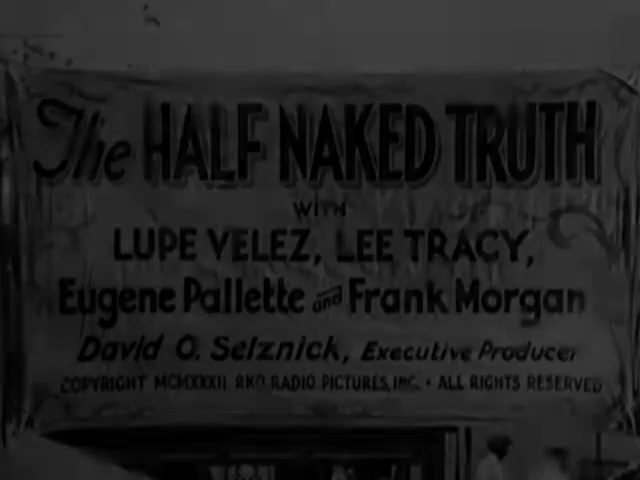 The HALF NAKED TRUTH
WITH
LUPE VELEZ, LEE TRACY,
Eugene Pallette and Frank Morgan
David O. Selznick, Executive Producer
COPYRIGHT MCMXXXII RKO RADIO PICTURES, INC. • ALL RIGHTS RESERVED